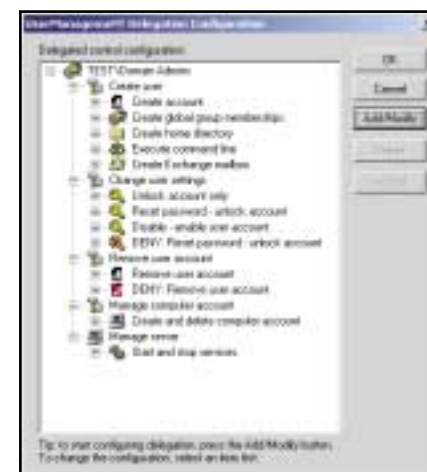 UserManagemeNT Delegation Configuration
Delegated control configuration:
TEST\Domain Admins
Create user
Create account
Create global group memberships
Create home directory
Execute command line
Create Exchange mailbox
Change user settings
Unlock account only
Reset password - unlock account
Disable - enable user account
DENY: Reset password - unlock account
Remove user account
Remove user account
DENY: Remove user account
Manage computer account
Create and delete computer account
Manage server
Start and stop services
OK
Cancel
Add/Modify
Tip: to start configuring delegation, press the Add/Modify button.
To change the configuration, select an item first.